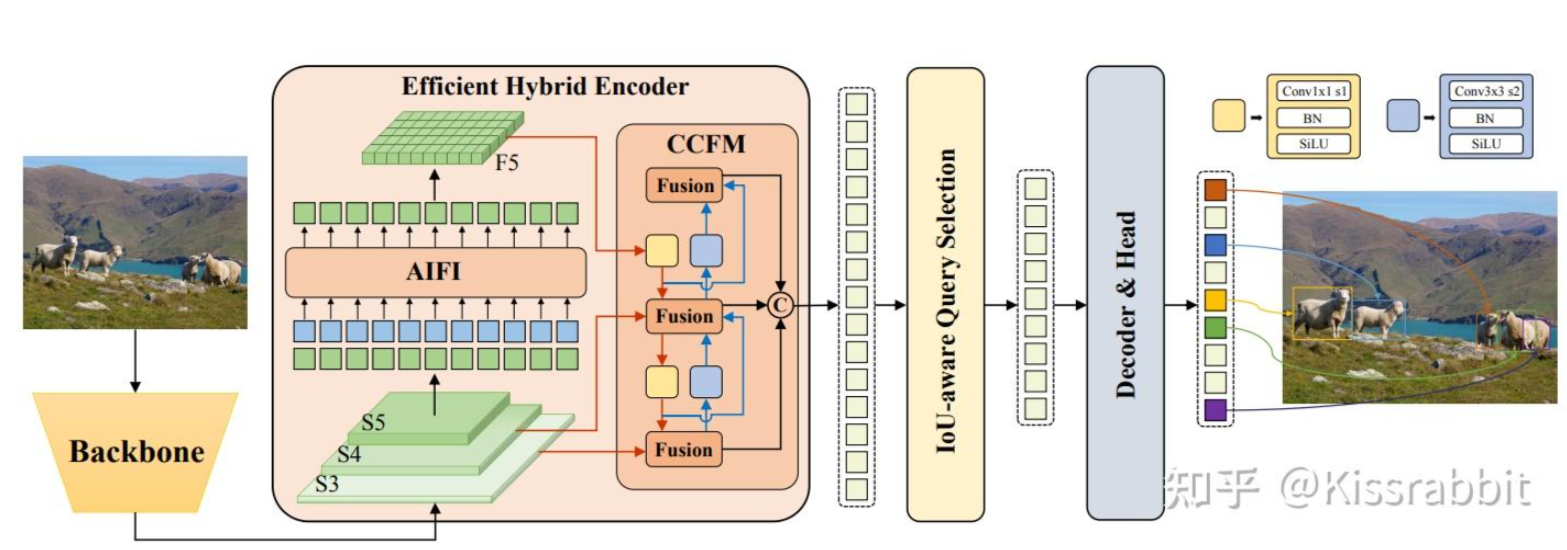 Efficient Hybrid Encoder
F5
AIFI
S5
S4
S3
CCFM
Fusion
Fusion
Fusion
C
Backbone
IoU-aware Query Selection
Decoder & Head
Conv1x1 s1
BN
SiLU
Conv3x3 s2
BN
SiLU
知乎 @Kissrabbit